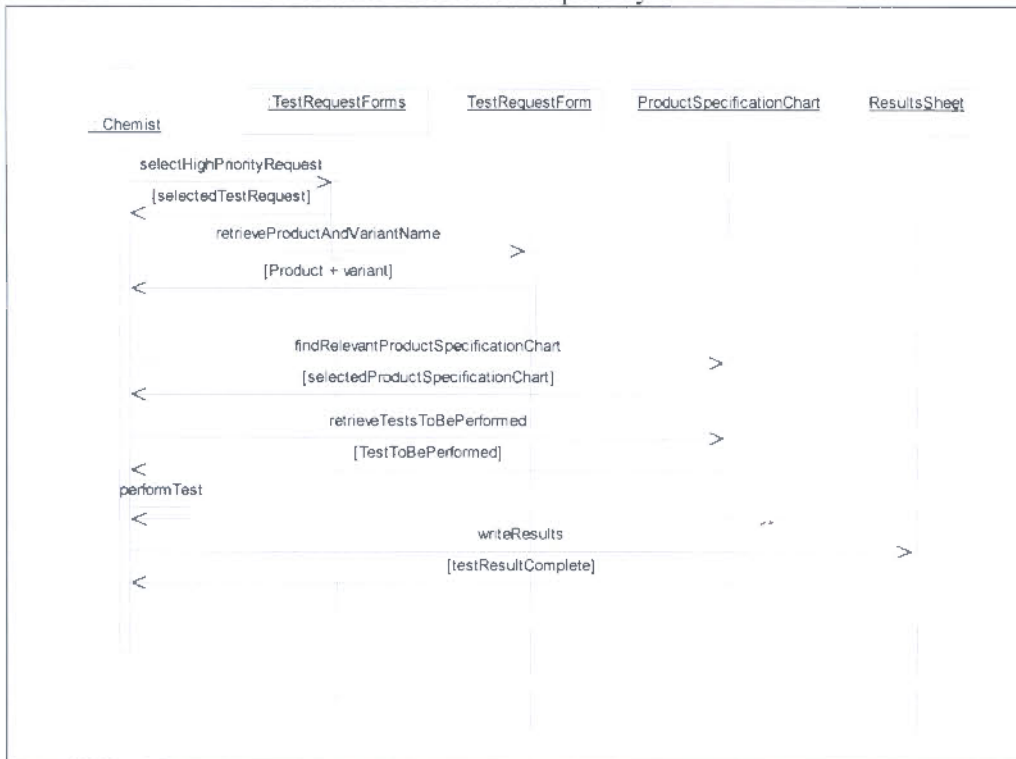 :TestRequestForms TestRequestForm ProductSpecificationChart ResultsSheet
: Chemist
selectHighPriorityRequest
[selectedTestRequest]
retrieveProductAndVariantName
[Product + variant]
findRelevantProductSpecificationChart
[selectedProductSpecificationChart]
retrieveTestsToBePerformed
[TestToBePerformed]
performTest
writeResults
[testResultComplete]